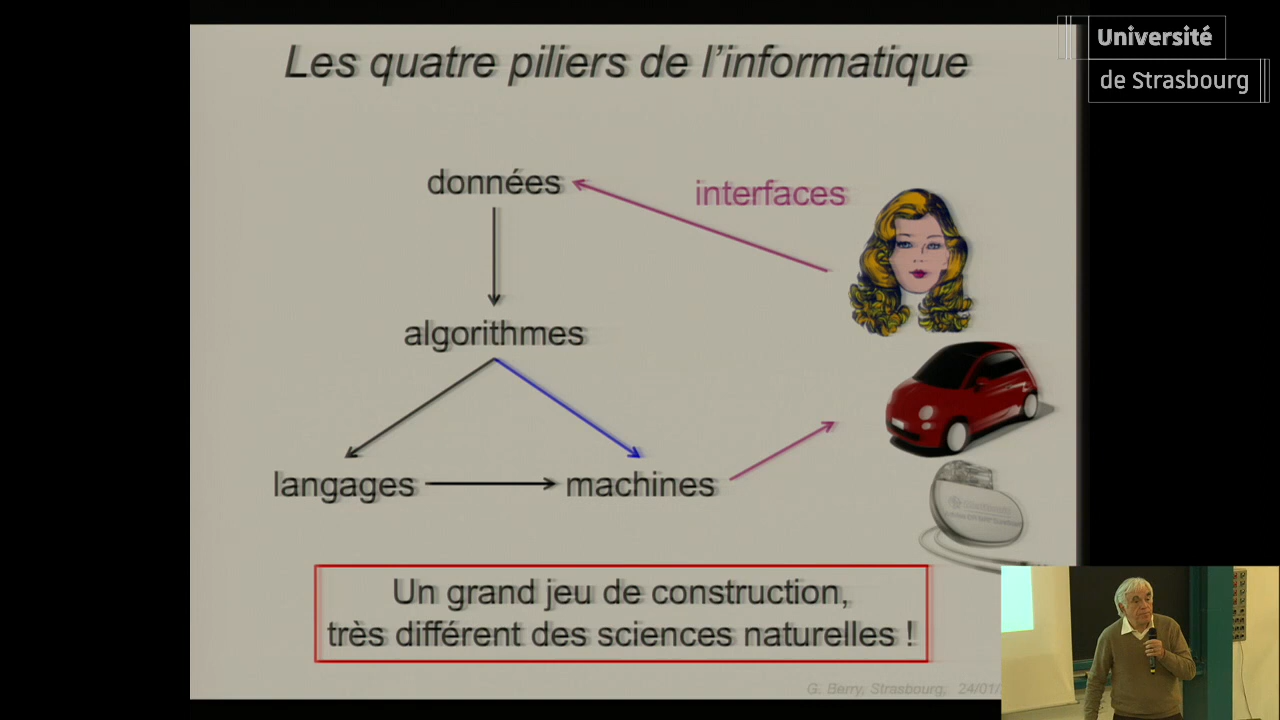 Les quatre piliers de l'informatique
Université
de Strasbourg
données
interfaces
algorithmes
langages
machines
Un grand jeu de construction,
très différent des sciences naturelles !
G. Berry, Strasbourg, 24/01/